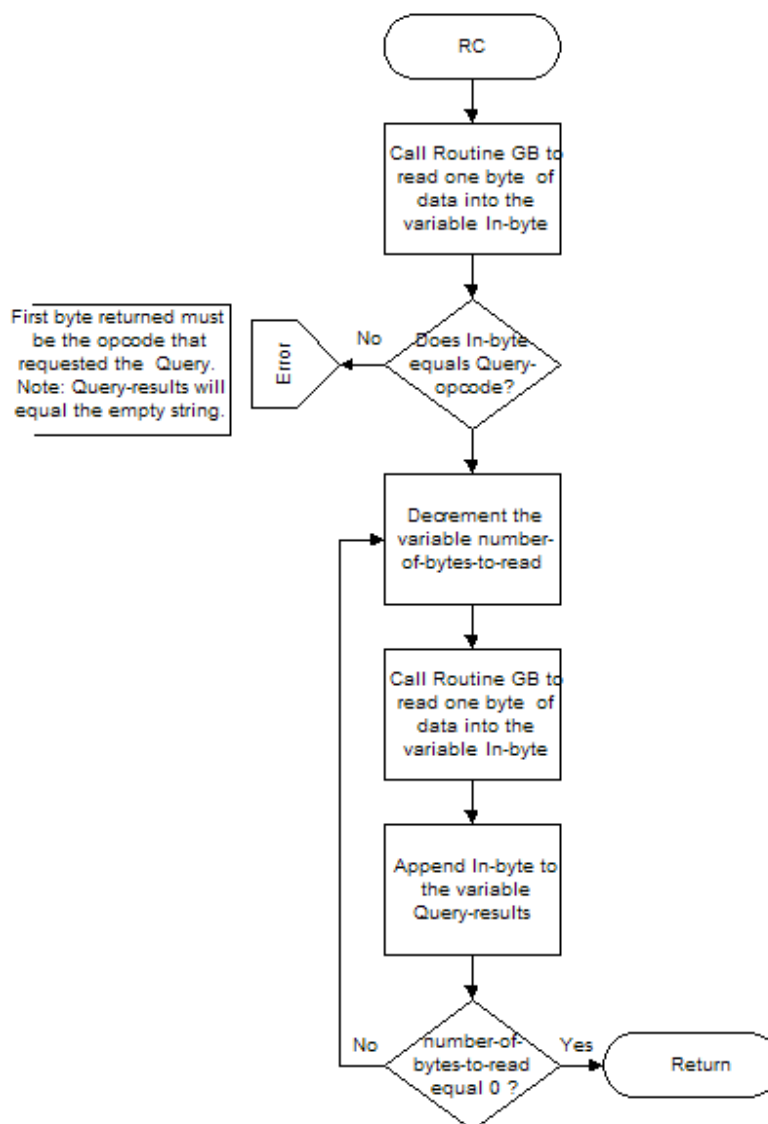 RC
Call Routine GB to
read one byte of
data into the
variable In-byte
First byte returned must
be the opcode that
requested the Query.
Note: Query-results will
equal the empty string.
Error
No
Does In-byte
equals Query-
opcode?
Decrement the
variable number-
of-bytes-to-read
Call Routine GB to
read one byte of
data into the
variable In-byte
Append In-byte to
the variable
Query-results
No
number-of-
bytes-to-read
equal 0 ?
Yes
Return